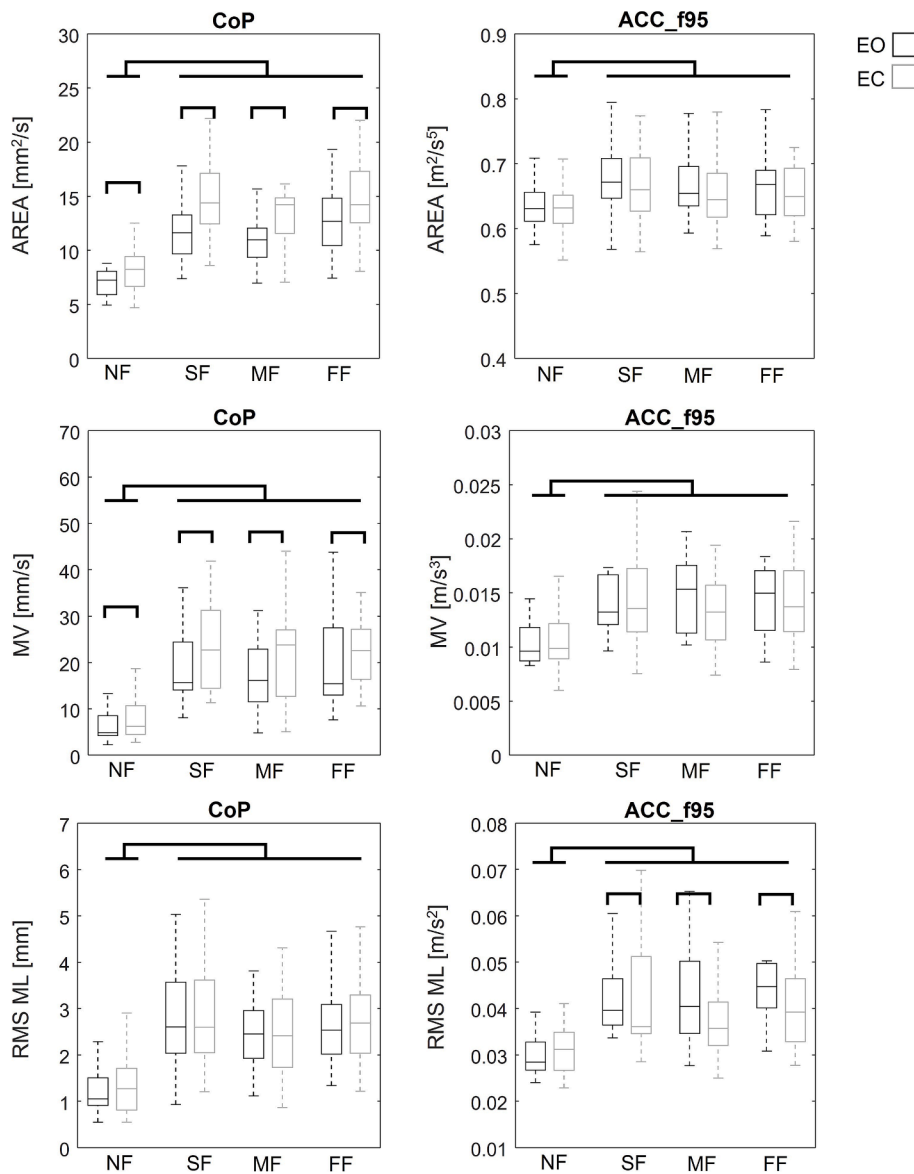 CoP
ACC_f95
EO
EC
AREA [mm²/s]
30
25
20
15
10
5
0
NF SF MF FF
AREA [m²/s⁵]
0.9
0.8
0.7
0.6
0.5
0.4
NF SF MF FF
CoP
ACC_f95
MV [mm/s]
70
60
50
40
30
20
10
0
NF SF MF FF
MV [m/s³]
0.03
0.025
0.02
0.015
0.01
0.005
0
NF SF MF FF
CoP
ACC_f95
RMS ML [mm]
7
6
5
4
3
2
1
0
NF SF MF FF
RMS ML [m/s²]
0.08
0.07
0.06
0.05
0.04
0.03
0.02
0.01
NF SF MF FF